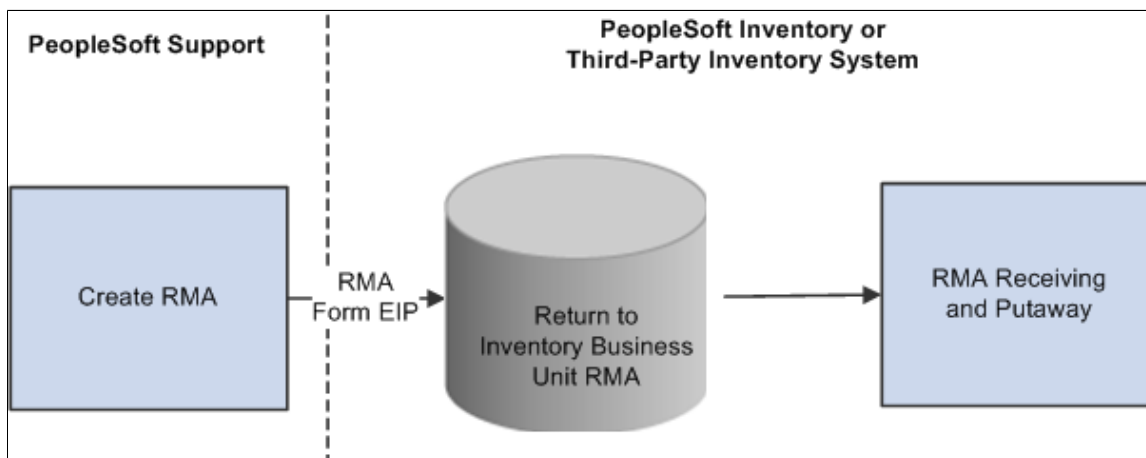 PeopleSoft Support
PeopleSoft Inventory or
Third-Party Inventory System
Create RMA
RMA
Form EIP
Return to
Inventory Business
Unit RMA
RMA Receiving
and Putaway